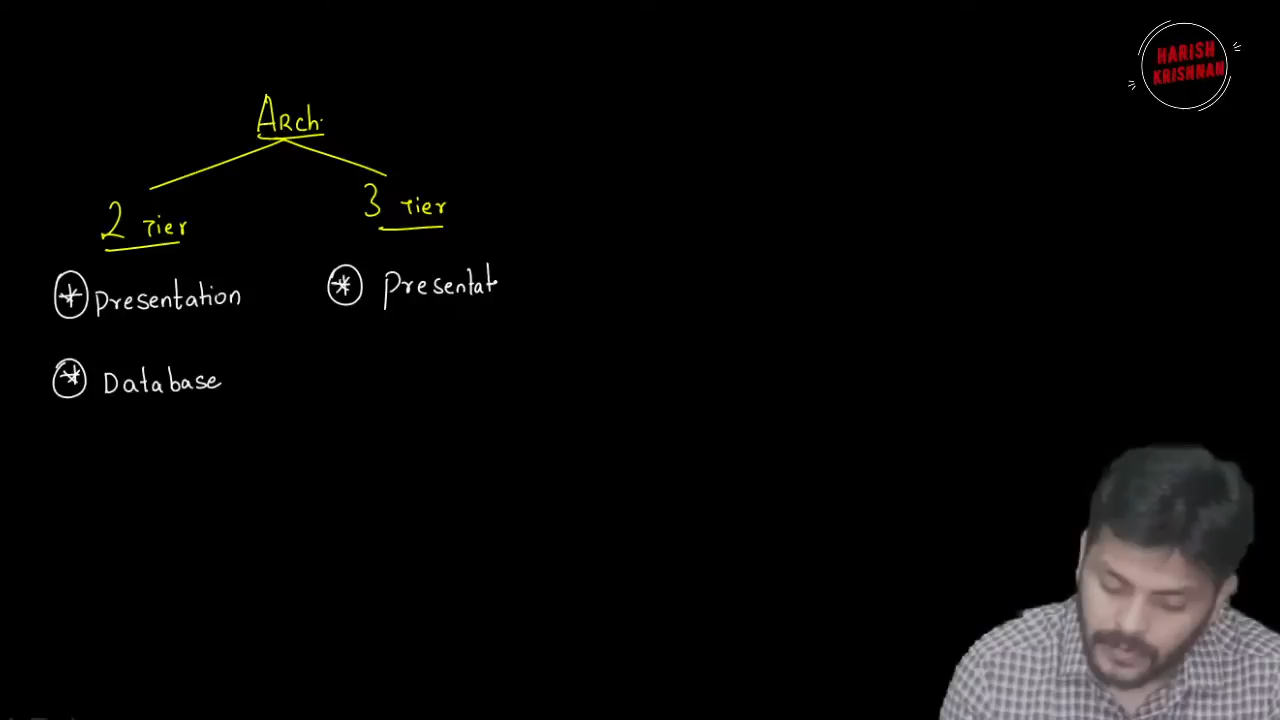 HARISH
KRISHNAN
Arch.
2 Tier
3 Tier
* Presentation
* Presentat
* Database